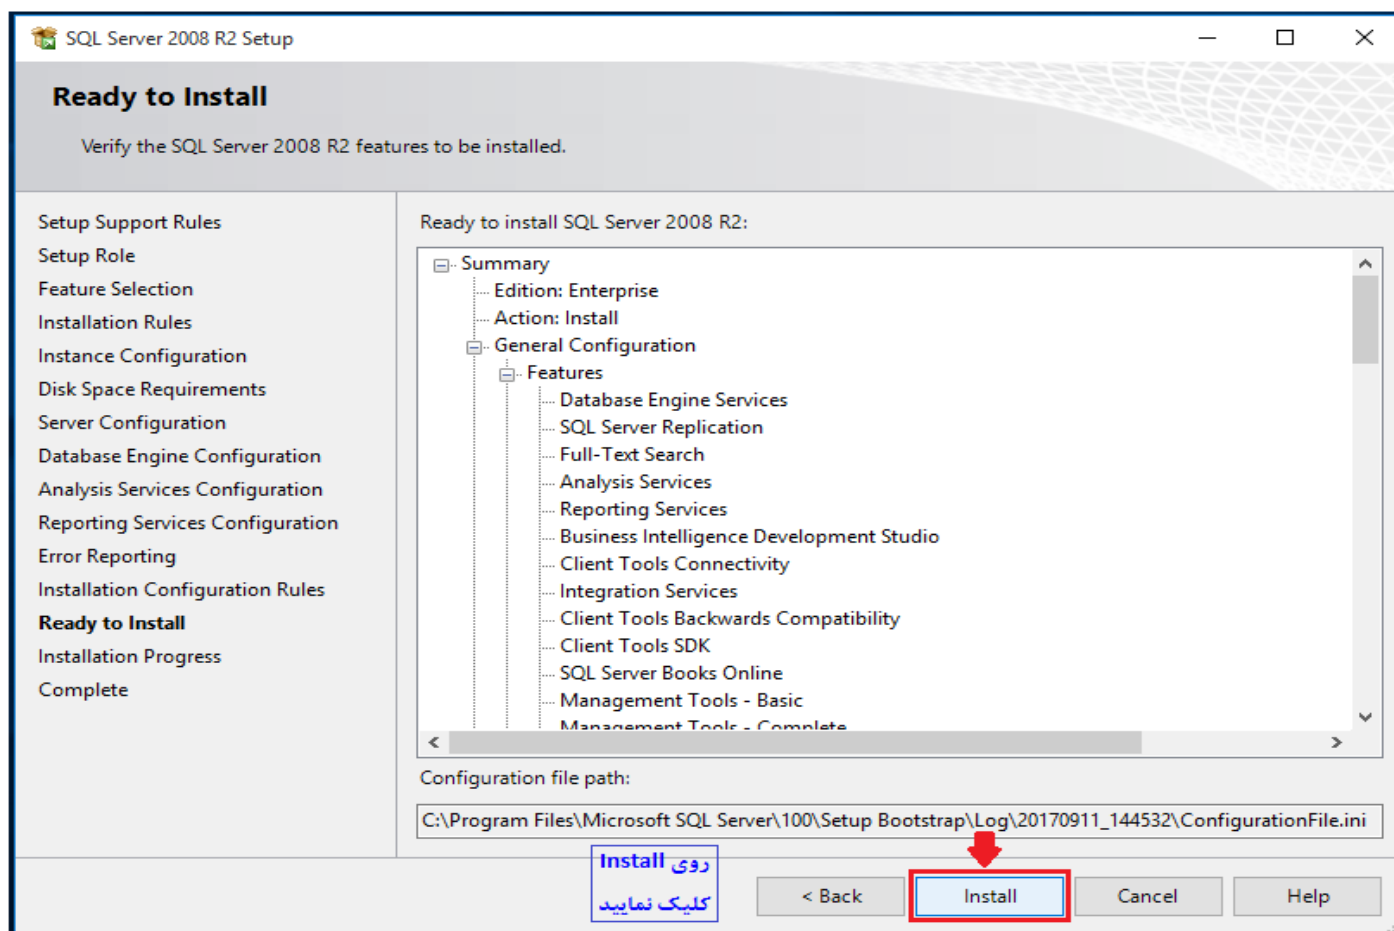 SQL Server 2008 R2 Setup
Ready to Install
Verify the SQL Server 2008 R2 features to be installed.
Setup Support Rules
Setup Role
Feature Selection
Installation Rules
Instance Configuration
Disk Space Requirements
Server Configuration
Database Engine Configuration
Analysis Services Configuration
Reporting Services Configuration
Error Reporting
Installation Configuration Rules
Ready to Install
Installation Progress
Complete
Ready to install SQL Server 2008 R2:
Summary
Edition: Enterprise
Action: Install
General Configuration
Features
Database Engine Services
SQL Server Replication
Full-Text Search
Analysis Services
Reporting Services
Business Intelligence Development Studio
Client Tools Connectivity
Integration Services
Client Tools Backwards Compatibility
Client Tools SDK
SQL Server Books Online
Management Tools - Basic
Management Tools - Complete
Configuration file path:
C:\Program Files\Microsoft SQL Server\100\Setup Bootstrap\Log\20170911_144532\ConfigurationFile.ini
روی Install
کلیک نمایید
< Back
Install
Cancel
Help